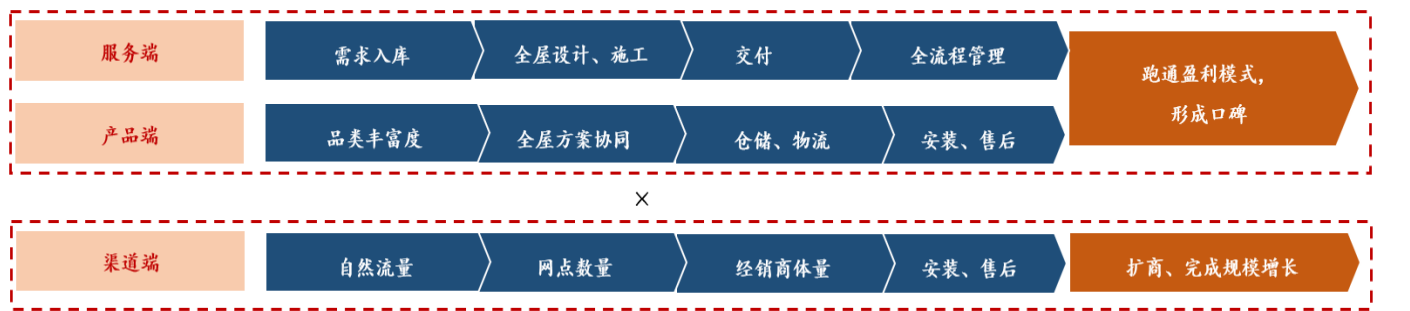 服务端
需求入库
全屋设计、施工
交付
全流程管理
跑通盈利模式，
形成口碑
产品端
品类丰富度
全屋方案协同
仓储、物流
安装、售后
×
渠道端
自然流量
网点数量
经销商体量
安装、售后
扩商、完成规模增长